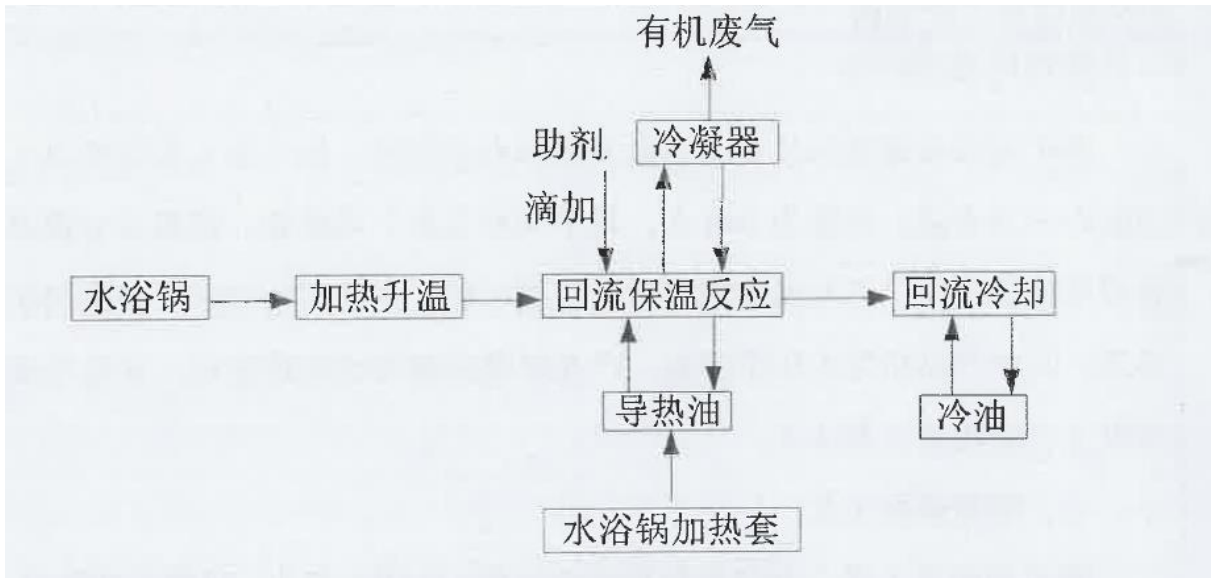 有机废气
助剂
冷凝器
滴加
水浴锅
加热升温
回流保温反应
回流冷却
导热油
冷油
水浴锅加热套